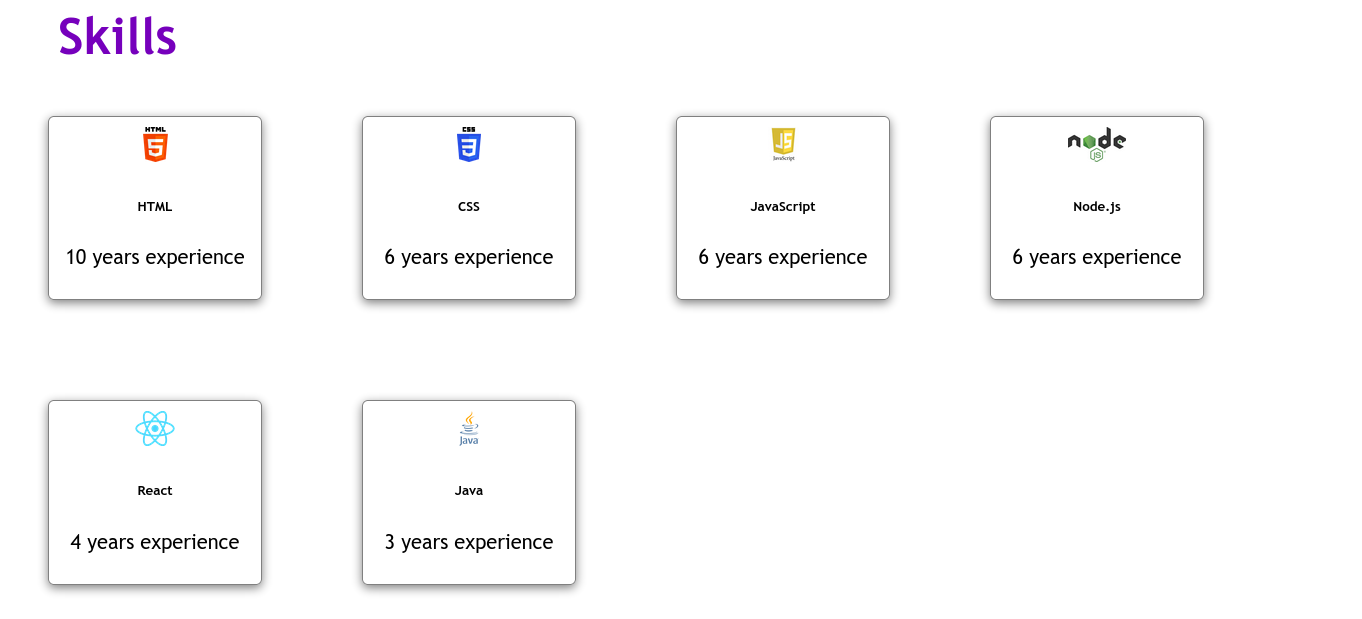 Skills
HTML
5
HTML
10 years experience
CSS
3
CSS
6 years experience
JS
JavaScript
JavaScript
6 years experience
node
JS
Node.js
6 years experience
React
4 years experience
Java
Java
3 years experience